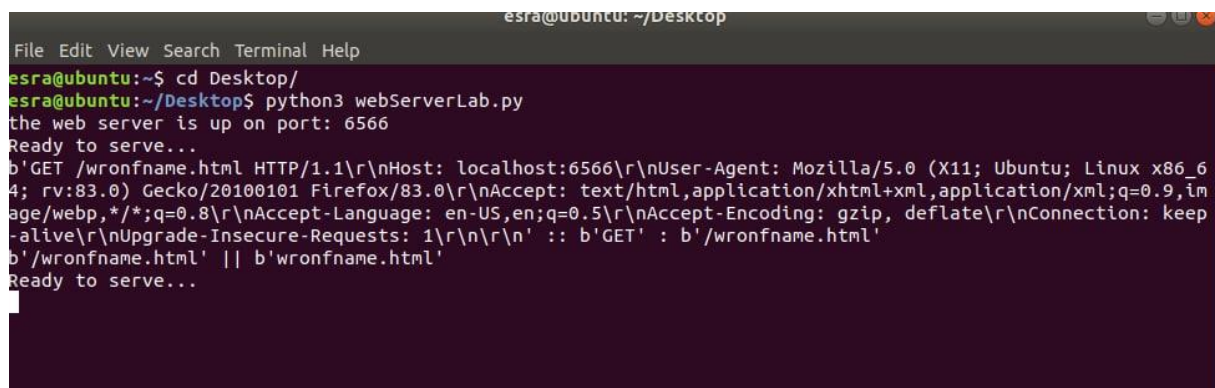 esra@ubuntu: ~/Desktop
File Edit View Search Terminal Help
esra@ubuntu:~$ cd Desktop/
esra@ubuntu:~/Desktop$ python3 webServerLab.py
the web server is up on port: 6566
Ready to serve...
b'GET /wronfname.html HTTP/1.1\r\nHost: localhost:6566\r\nUser-Agent: Mozilla/5.0 (X11; Ubuntu; Linux x86_6
4; rv:83.0) Gecko/20100101 Firefox/83.0\r\nAccept: text/html,application/xhtml+xml,application/xml;q=0.9,im
age/webp,*/*;q=0.8\r\nAccept-Language: en-US,en;q=0.5\r\nAccept-Encoding: gzip, deflate\r\nConnection: keep
-alive\r\nUpgrade-Insecure-Requests: 1\r\n\r\n' :: b'GET' : b'/wronfname.html'
b'/wronfname.html' || b'wronfname.html'
Ready to serve...